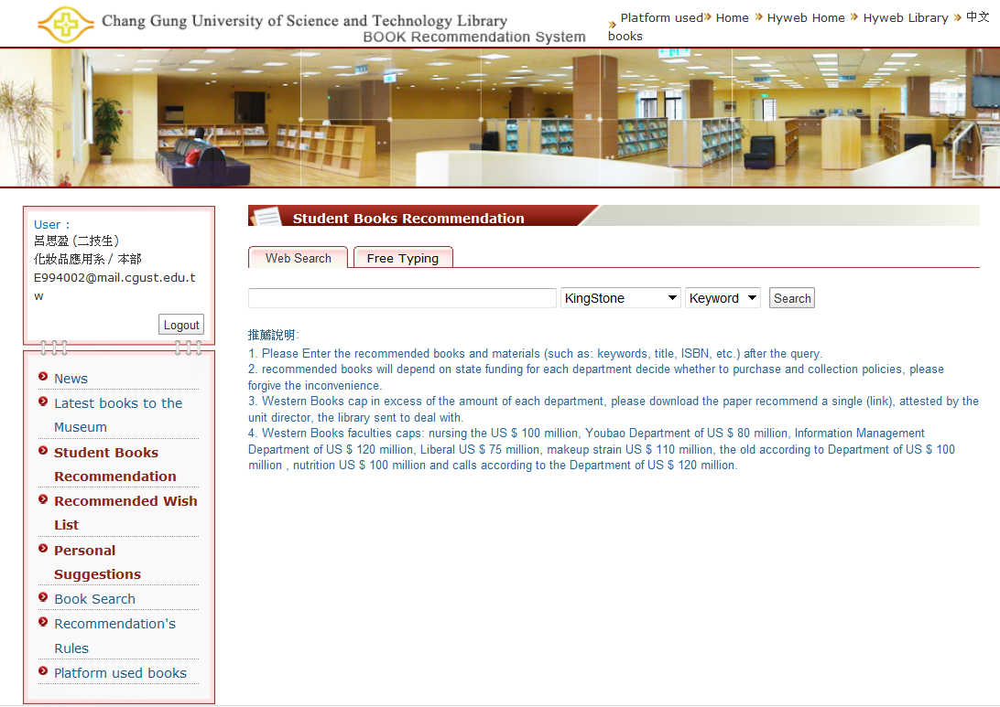 Chang Gung University of Science and Technology Library
BOOK Recommendation System
Platform used books
Home
Hyweb Home
Hyweb Library
中文
User :
呂思盈 (二技生)
化妝品應用系 / 本部
E994002@mail.cgust.edu.t
w
Logout
News
Latest books to the
Museum
Student Books
Recommendation
Recommended Wish
List
Personal
Suggestions
Book Search
Recommendation's
Rules
Platform used books
Student Books Recommendation
Web Search
Free Typing
KingStone
Keyword
Search
推薦說明:
1. Please Enter the recommended books and materials (such as: keywords, title, ISBN, etc.) after the query.
2. recommended books will depend on state funding for each department decide whether to purchase and collection policies, please
forgive the inconvenience.
3. Western Books cap in excess of the amount of each department, please download the paper recommend a single (link), attested by the
unit director, the library sent to deal with.
4. Western Books faculties caps: nursing the US $ 100 million, Youbao Department of US $ 80 million, Information Management
Department of US $ 120 million, Liberal US $ 75 million, makeup strain US $ 110 million, the old according to Department of US $ 100
million , nutrition US $ 100 million and calls according to the Department of US $ 120 million.